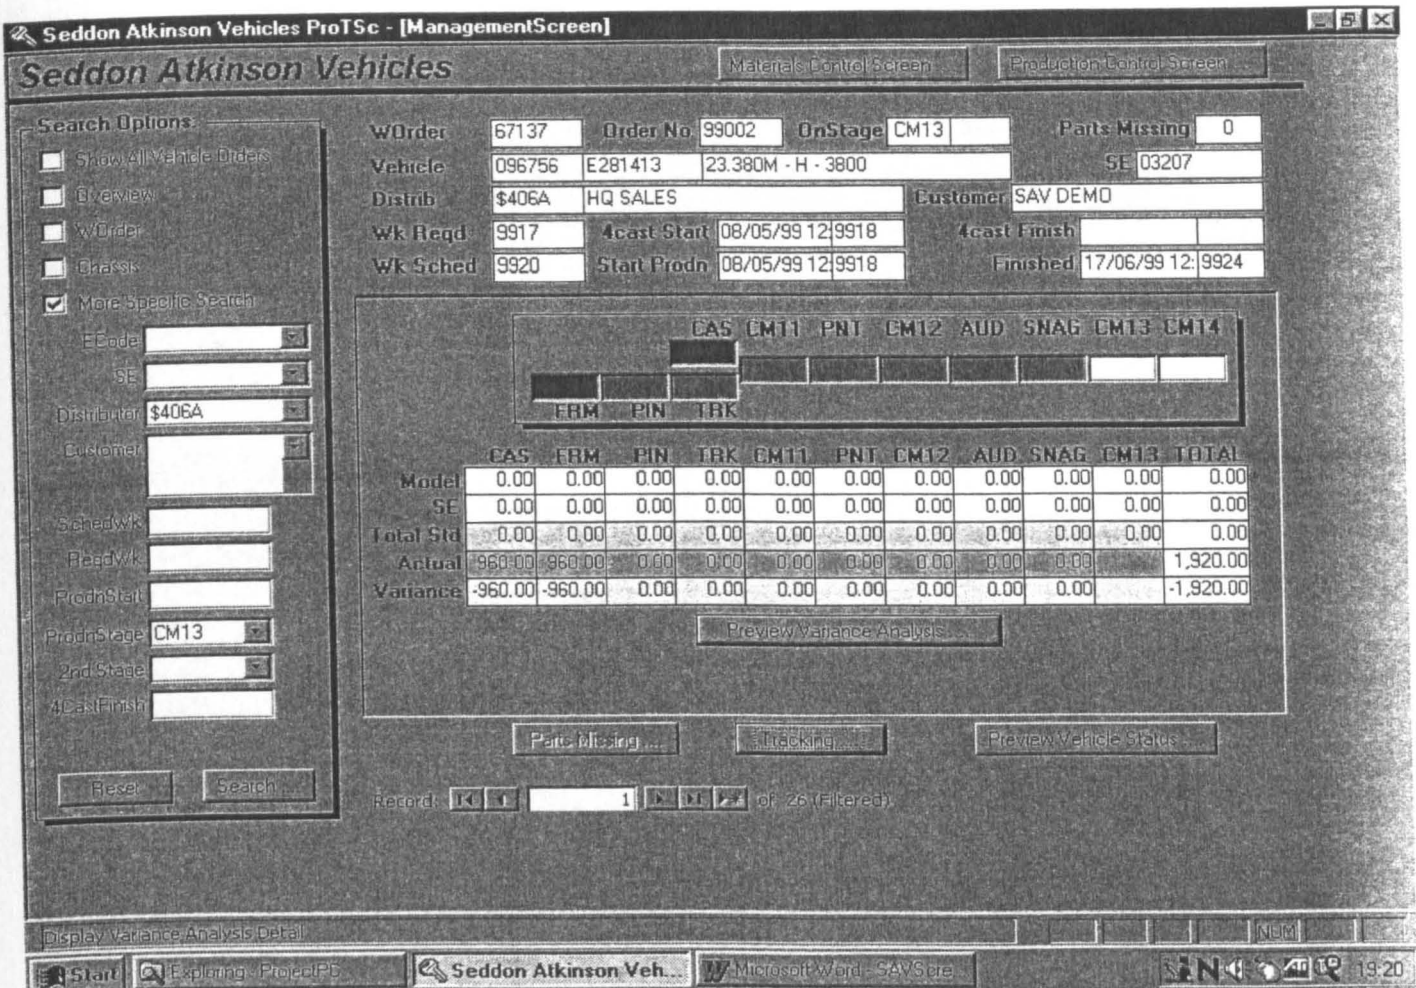 Seddon Atkinson Vehicles ProTSc - [ManagementScreen]
Seddon Atkinson Vehicles
Materials Control Screen ...
Production Control Screen ...
Search Options:
Show All Vehicle Orders
Overview
WOrder
Chassis
More Specific Search
ECode
SE
Distributor $406A
Customer
SchedWk
ReqdWk
ProdnStart
ProdnStage CM13
2nd Stage
4CastFinish
Reset
Search ...
WOrder 67137 Order No 99002 OnStage CM13 Parts Missing 0
Vehicle 096756 E281413 23.380M - H - 3800 SE 03207
Distrib $406A HQ SALES Customer SAV DEMO
Wk Reqd 9917 4cast Start 08/05/99 12: 9918 4cast Finish
Wk Sched 9920 Start Prodn 08/05/99 12: 9918 Finished 17/06/99 12: 9924
CAS CM11 PNT CM12 AUD SNAG CM13 CM14
FRM PIN TRK
CAS FRM PIN TRK CM11 PNT CM12 AUD SNAG CM13 TOTAL
Model 0.00 0.00 0.00 0.00 0.00 0.00 0.00 0.00 0.00 0.00 0.00
SE 0.00 0.00 0.00 0.00 0.00 0.00 0.00 0.00 0.00 0.00 0.00
Total Std 0.00 0.00 0.00 0.00 0.00 0.00 0.00 0.00 0.00 0.00 0.00
Actual 960.00 960.00 0.00 0.00 0.00 0.00 0.00 0.00 0.00 1,920.00
Variance -960.00 -960.00 0.00 0.00 0.00 0.00 0.00 0.00 0.00 -1,920.00
Preview Variance Analysis ...
Parts Missing ...
Tracking ...
Preview Vehicle Status ...
Record: 1 of 26 (Filtered)
Display Variance Analysis Detail
NUM
Start
Exploring - ProjectPD
Seddon Atkinson Veh...
Microsoft Word - SAVScre...
19:20